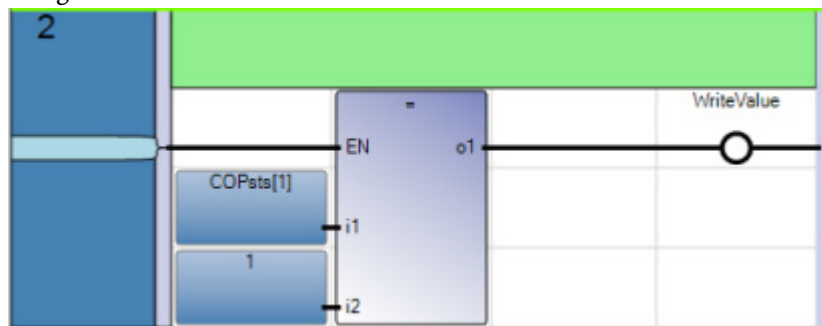 2
=
WriteValue
EN
o1
COPsts[1]
i1
1
i2